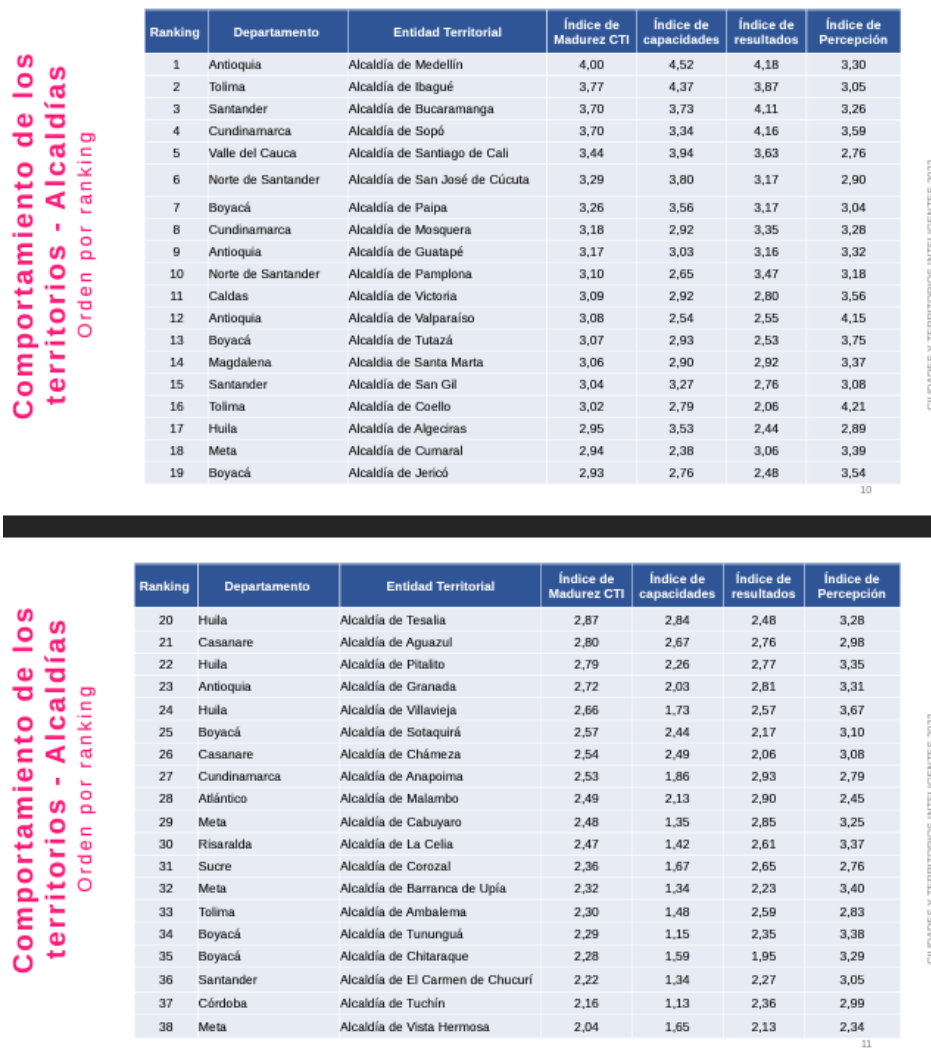 Comportamiento de los
territorios - Alcaldías
Orden por ranking
Ranking Departamento Entidad Territorial Índice de Madurez CTI Índice de capacidades Índice de resultados Índice de Percepción
1 Antioquia Alcaldía de Medellín 4,00 4,52 4,18 3,30
2 Tolima Alcaldía de Ibagué 3,77 4,37 3,87 3,05
3 Santander Alcaldía de Bucaramanga 3,70 3,73 4,11 3,26
4 Cundinamarca Alcaldía de Sopó 3,70 3,34 4,16 3,59
5 Valle del Cauca Alcaldía de Santiago de Cali 3,44 3,94 3,63 2,76
6 Norte de Santander Alcaldía de San José de Cúcuta 3,29 3,80 3,17 2,90
7 Boyacá Alcaldía de Paipa 3,26 3,56 3,17 3,04
8 Cundinamarca Alcaldía de Mosquera 3,18 2,92 3,35 3,28
9 Antioquia Alcaldía de Guatapé 3,17 3,03 3,16 3,32
10 Norte de Santander Alcaldía de Pamplona 3,10 2,65 3,47 3,18
11 Caldas Alcaldía de Victoria 3,09 2,92 2,80 3,56
12 Antioquia Alcaldía de Valparaíso 3,08 2,54 2,55 4,15
13 Boyacá Alcaldía de Tutazá 3,07 2,93 2,53 3,75
14 Magdalena Alcaldia de Santa Marta 3,06 2,90 2,92 3,37
15 Santander Alcaldía de San Gil 3,04 3,27 2,76 3,08
16 Tolima Alcaldía de Coello 3,02 2,79 2,06 4,21
17 Huila Alcaldía de Algeciras 2,95 3,53 2,44 2,89
18 Meta Alcaldía de Cumaral 2,94 2,38 3,06 3,39
19 Boyacá Alcaldía de Jericó 2,93 2,76 2,48 3,54
10
Comportamiento de los
territorios - Alcaldías
Orden por ranking
Ranking Departamento Entidad Territorial Índice de Madurez CTI Índice de capacidades Índice de resultados Índice de Percepción
20 Huila Alcaldía de Tesalia 2,87 2,84 2,48 3,28
21 Casanare Alcaldía de Aguazul 2,80 2,67 2,76 2,98
22 Huila Alcaldía de Pitalito 2,79 2,26 2,77 3,35
23 Antioquia Alcaldía de Granada 2,72 2,03 2,81 3,31
24 Huila Alcaldía de Villavieja 2,66 1,73 2,57 3,67
25 Boyacá Alcaldía de Sotaquirá 2,57 2,44 2,17 3,10
26 Casanare Alcaldía de Chámeza 2,54 2,49 2,06 3,08
27 Cundinamarca Alcaldía de Anapoima 2,53 1,86 2,93 2,79
28 Atlántico Alcaldía de Malambo 2,49 2,13 2,90 2,45
29 Meta Alcaldía de Cabuyaro 2,48 1,35 2,85 3,25
30 Risaralda Alcaldía de La Celia 2,47 1,42 2,61 3,37
31 Sucre Alcaldía de Corozal 2,36 1,67 2,65 2,76
32 Meta Alcaldía de Barranca de Upía 2,32 1,34 2,23 3,40
33 Tolima Alcaldía de Ambalema 2,30 1,48 2,59 2,83
34 Boyacá Alcaldía de Tununguá 2,29 1,15 2,35 3,38
35 Boyacá Alcaldía de Chitaraque 2,28 1,59 1,95 3,29
36 Santander Alcaldía de El Carmen de Chucurí 2,22 1,34 2,27 3,05
37 Córdoba Alcaldía de Tuchín 2,16 1,13 2,36 2,99
38 Meta Alcaldía de Vista Hermosa 2,04 1,65 2,13 2,34
11